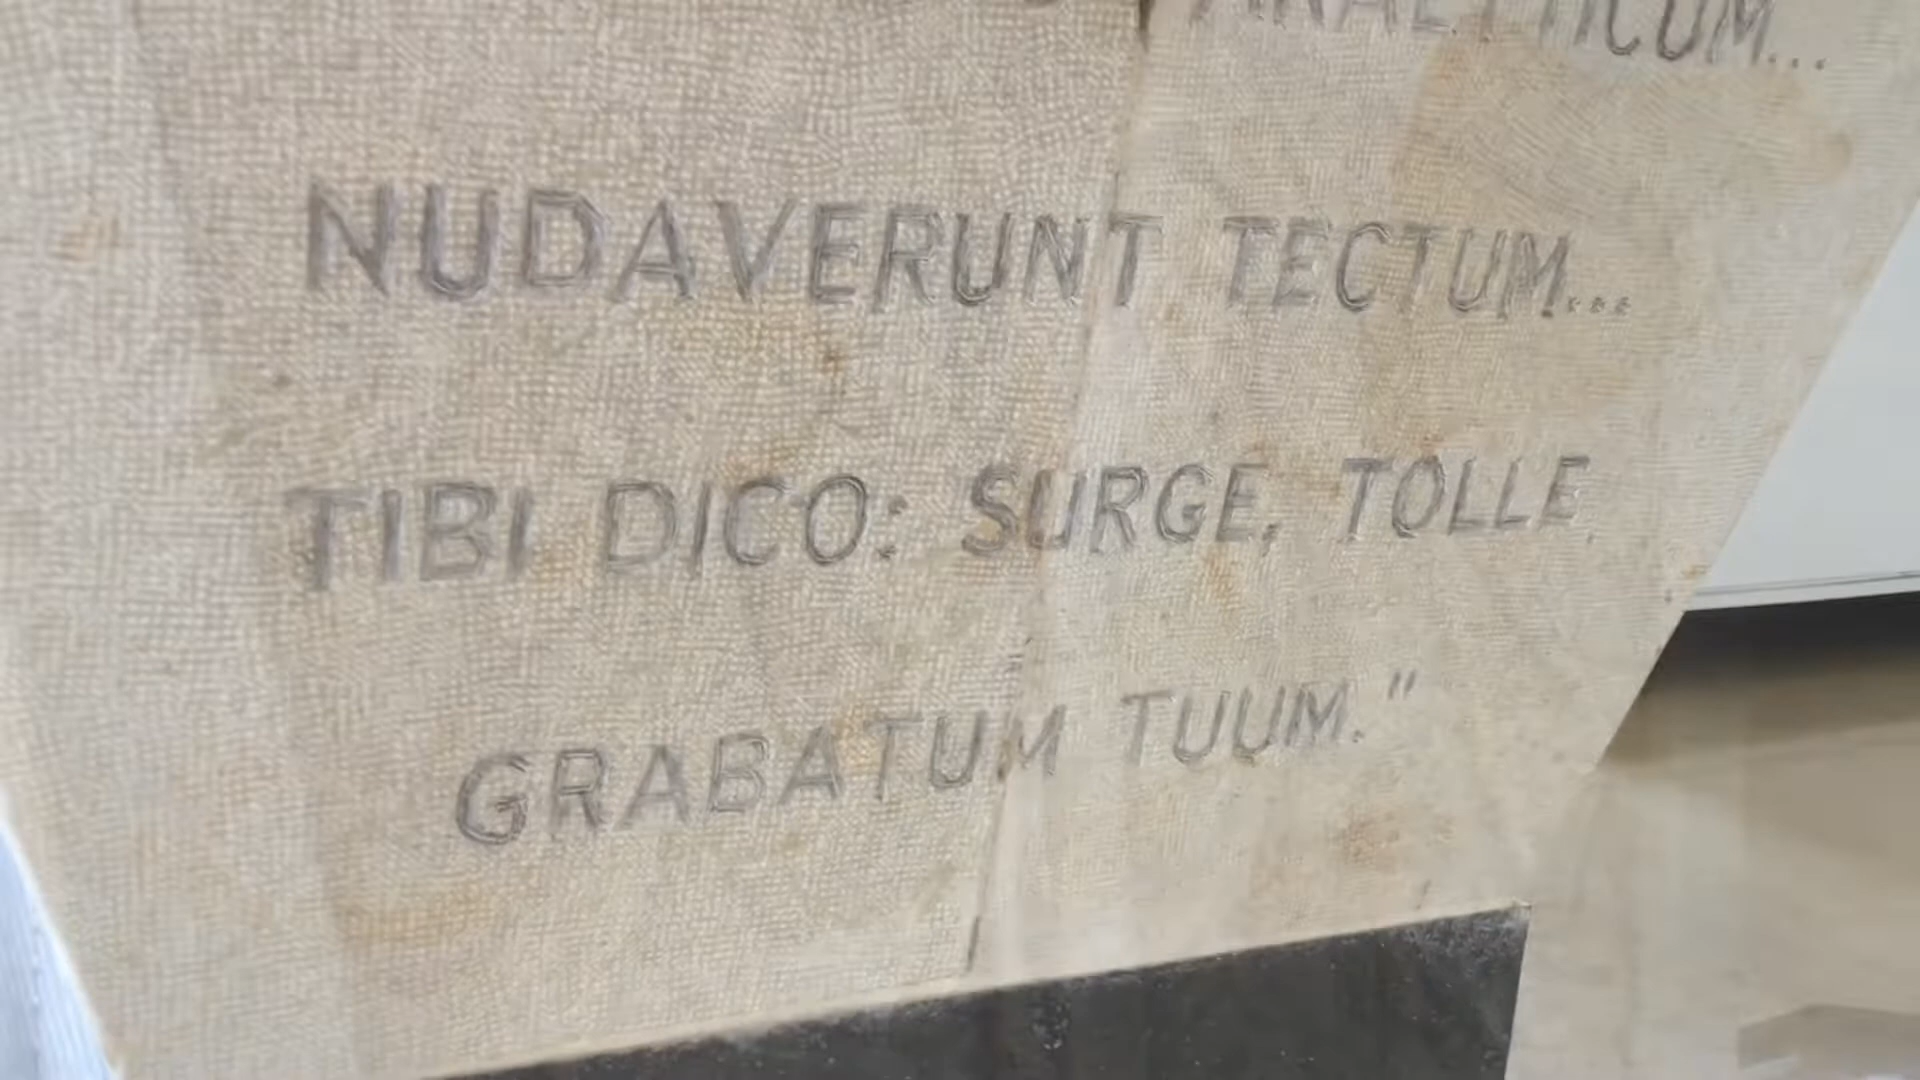 NUDAVERUNT TECTUM...
TIBI DICO: SURGE, TOLLE
GRABATUM TUUM."